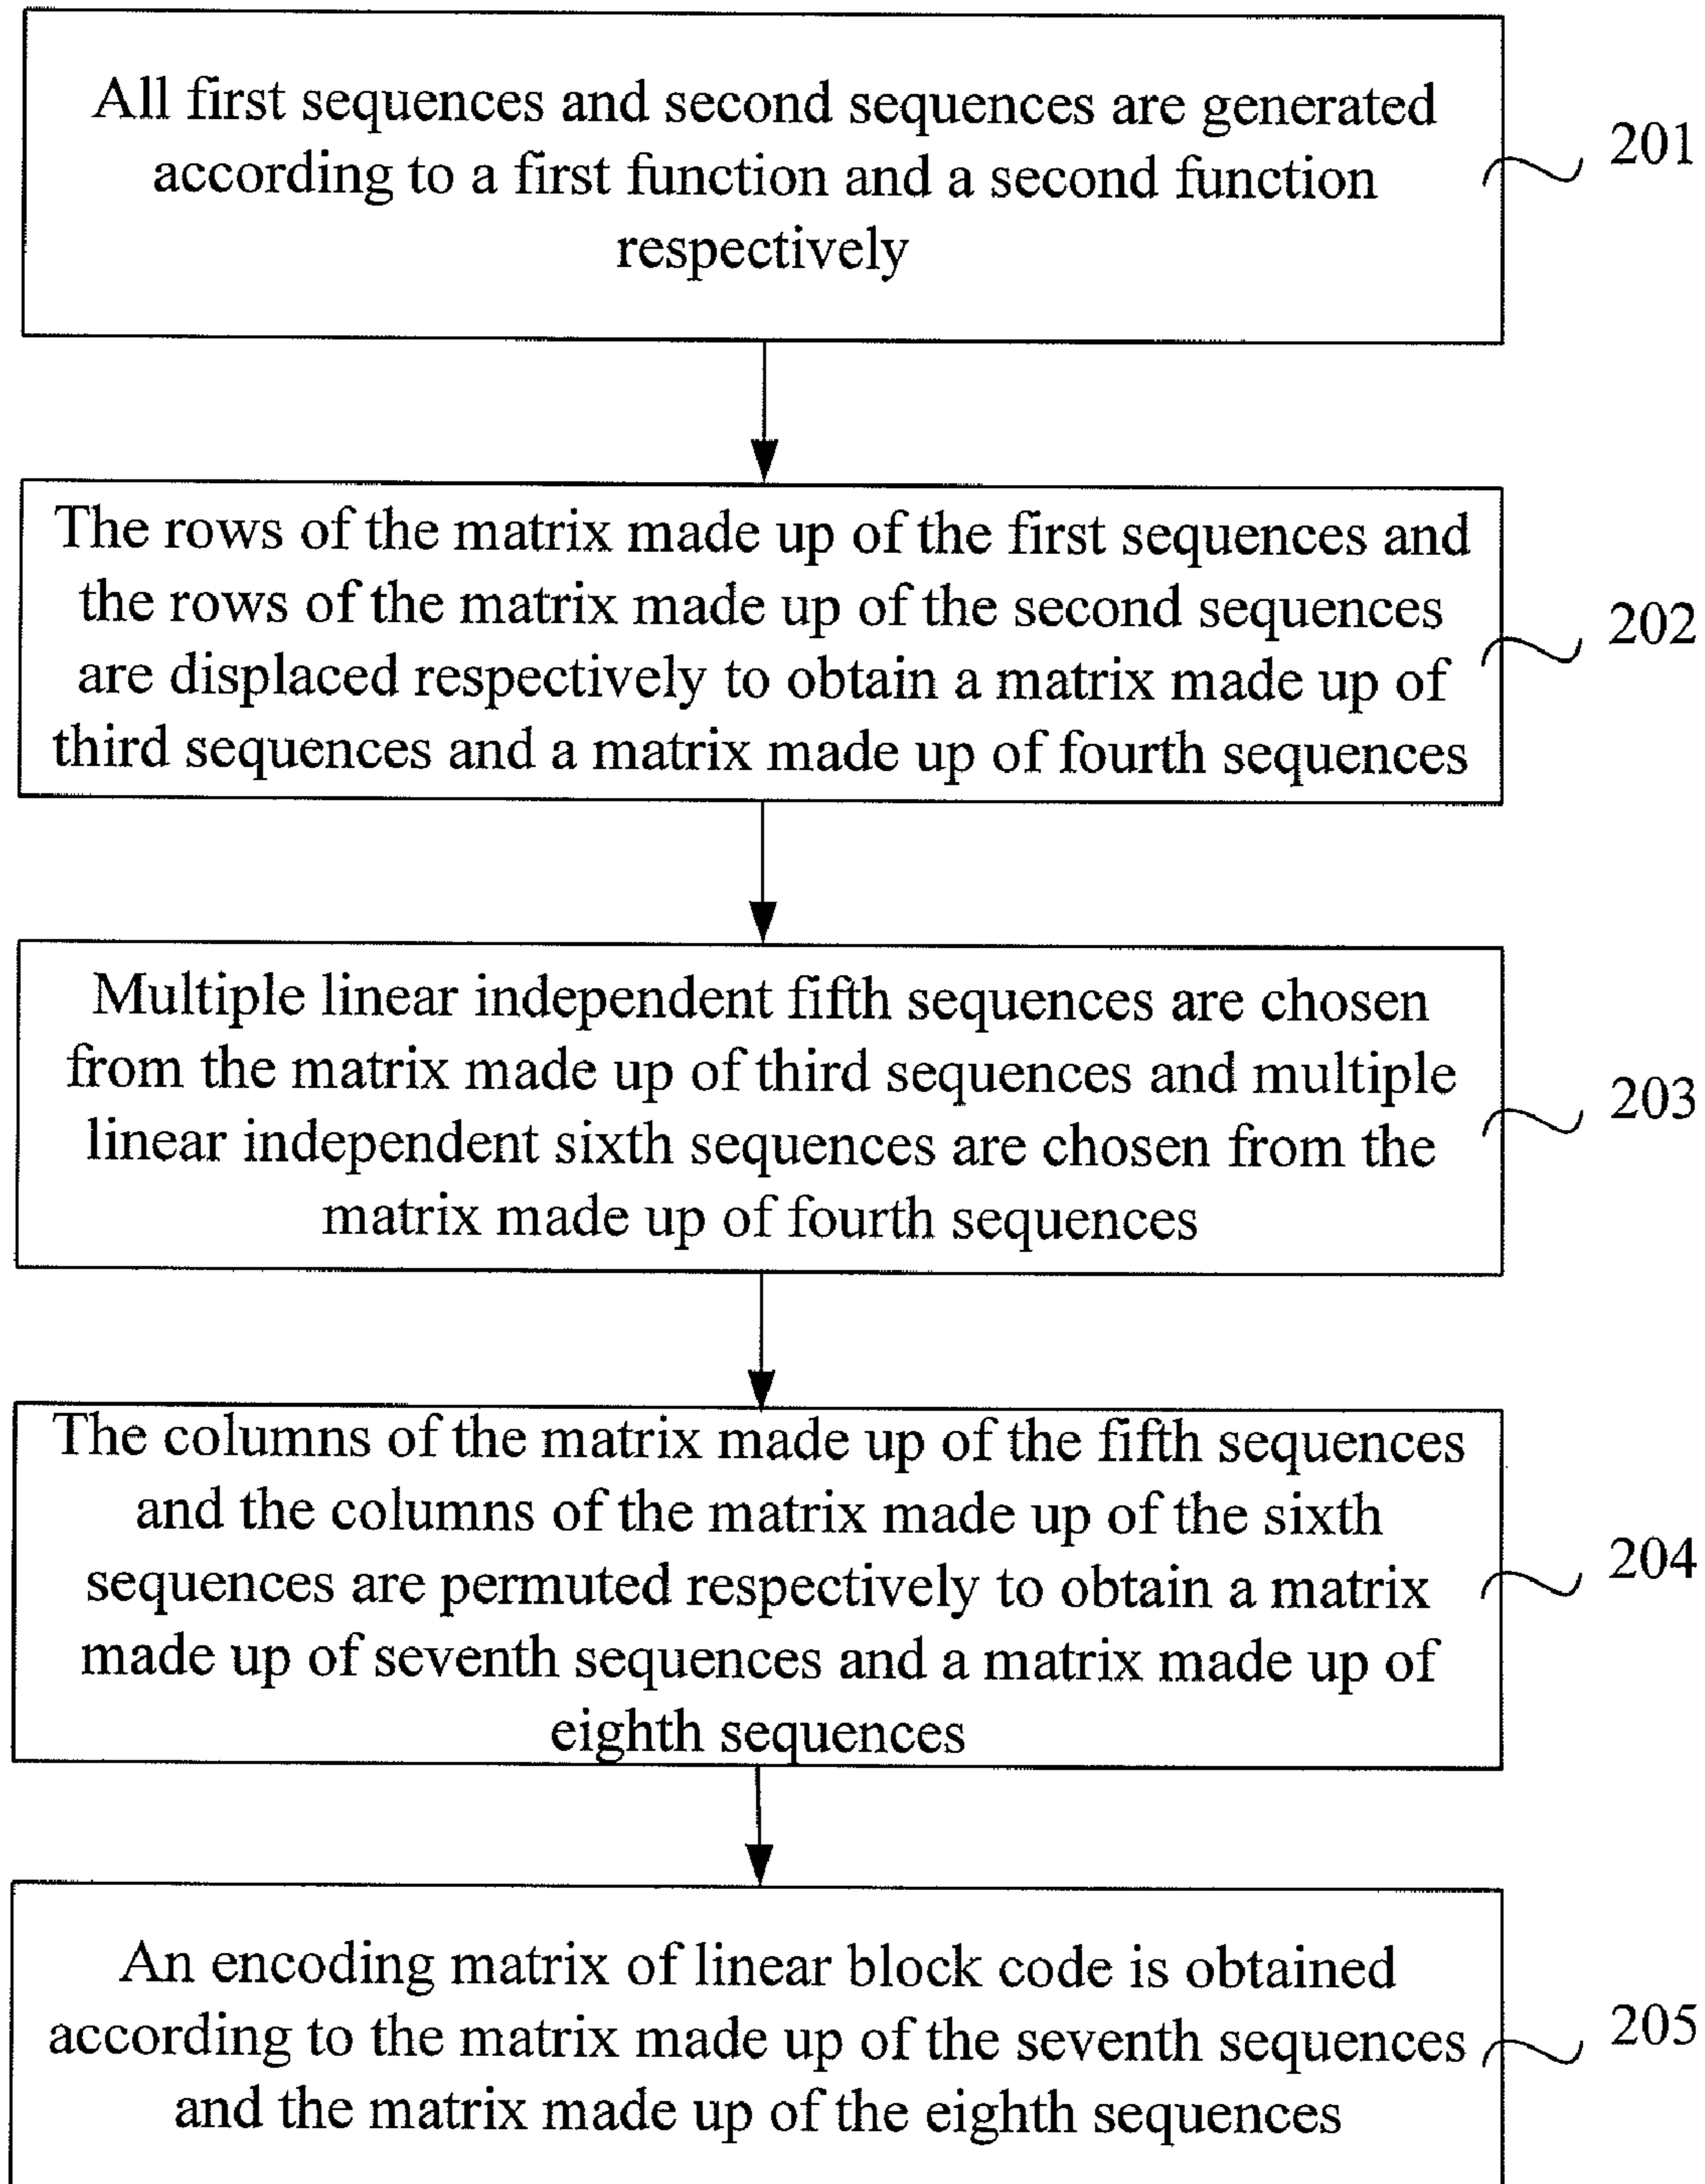 All first sequences and second sequences are generated
according to a first function and a second function
respectively
201
The rows of the matrix made up of the first sequences and
the rows of the matrix made up of the second sequences
are displaced respectively to obtain a matrix made up of
third sequences and a matrix made up of fourth sequences
202
Multiple linear independent fifth sequences are chosen
from the matrix made up of third sequences and multiple
linear independent sixth sequences are chosen from the
matrix made up of fourth sequences
203
The columns of the matrix made up of the fifth sequences
and the columns of the matrix made up of the sixth
sequences are permuted respectively to obtain a matrix
made up of seventh sequences and a matrix made up of
eighth sequences
204
An encoding matrix of linear block code is obtained
according to the matrix made up of the seventh sequences
and the matrix made up of the eighth sequences
205